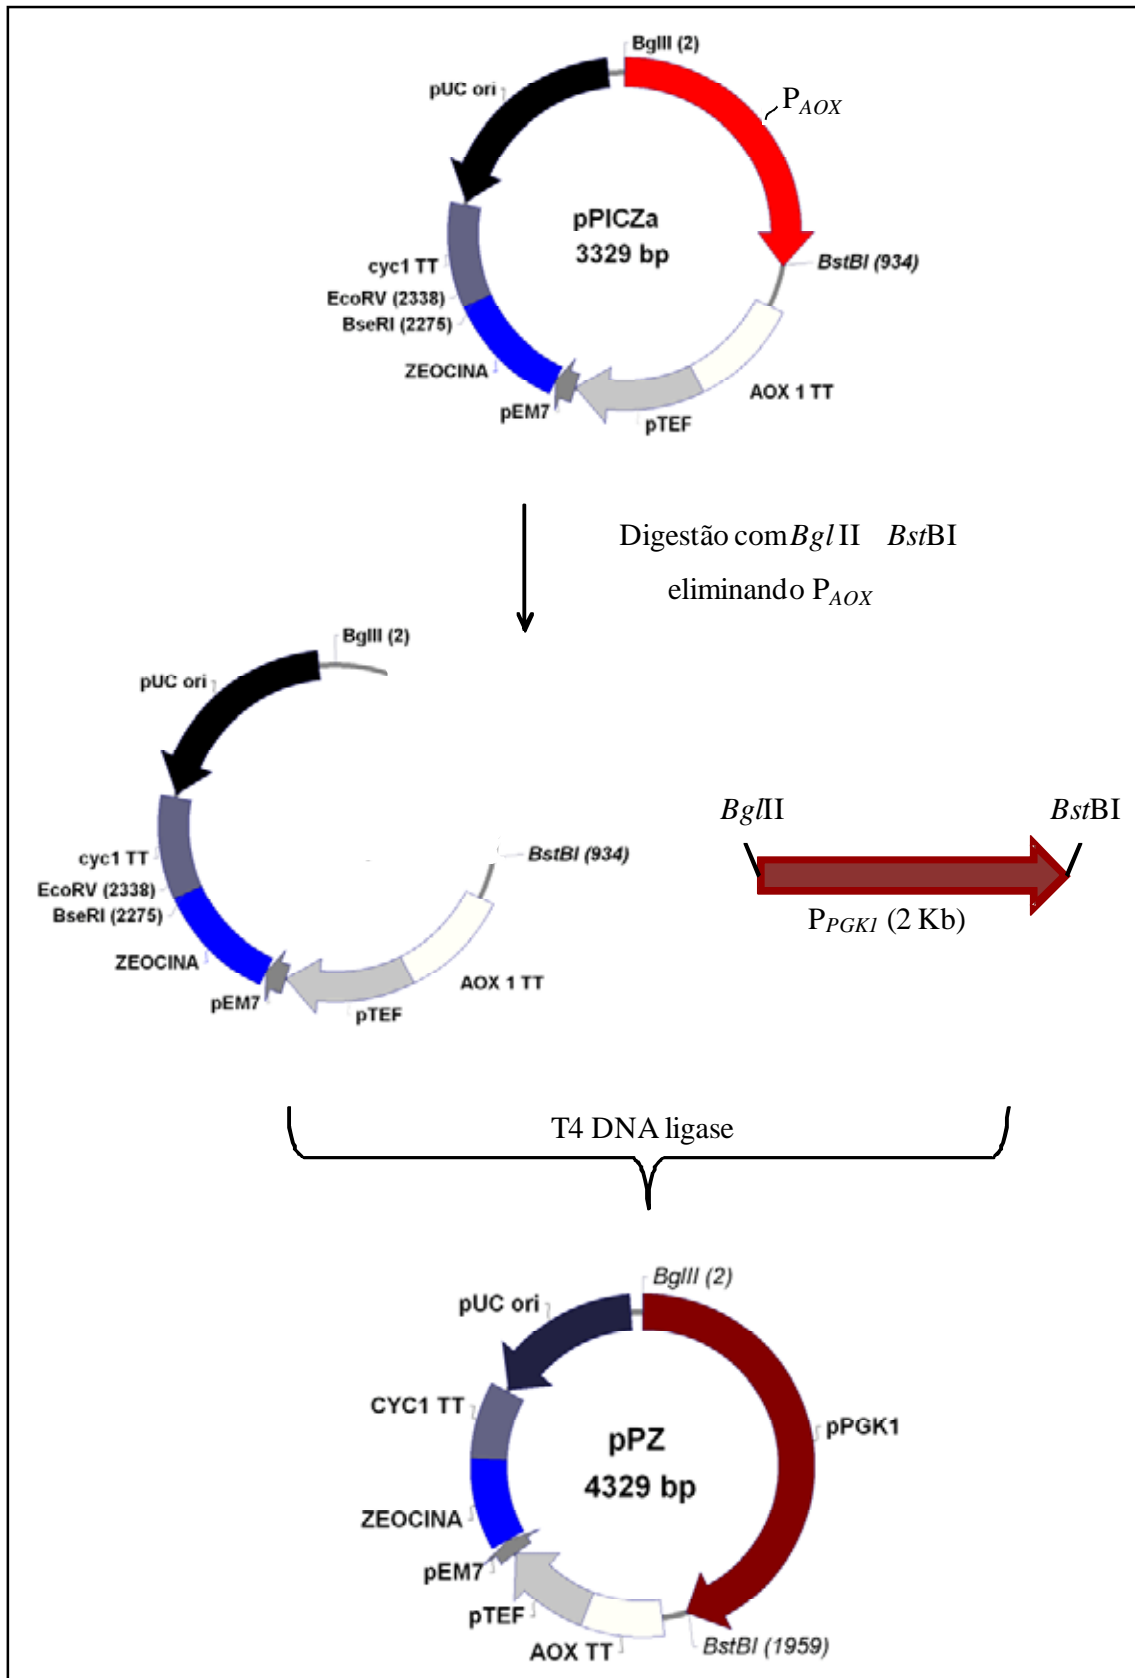 BglII (2)
pUC ori
PAOX
pPICZa
3329 bp
cyc1 TT
BstBI (934)
EcoRV (2338)
BseRI (2275)
ZEOCINA
AOX 1 TT
pEM7
pTEF
Digestão com Bgl II BstBI
eliminando PAOX
BglII (2)
pUC ori
BglII
BstBI
cyc1 TT
BstBI (934)
EcoRV (2338)
BseRI (2275)
PPGK1 (2 Kb)
ZEOCINA
AOX 1 TT
pEM7
pTEF
T4 DNA ligase
BglII (2)
pUC ori
CYC1 TT
pPGK1
pPZ
4329 bp
ZEOCINA
pEM7
pTEF
AOX TT
BstBI (1959)